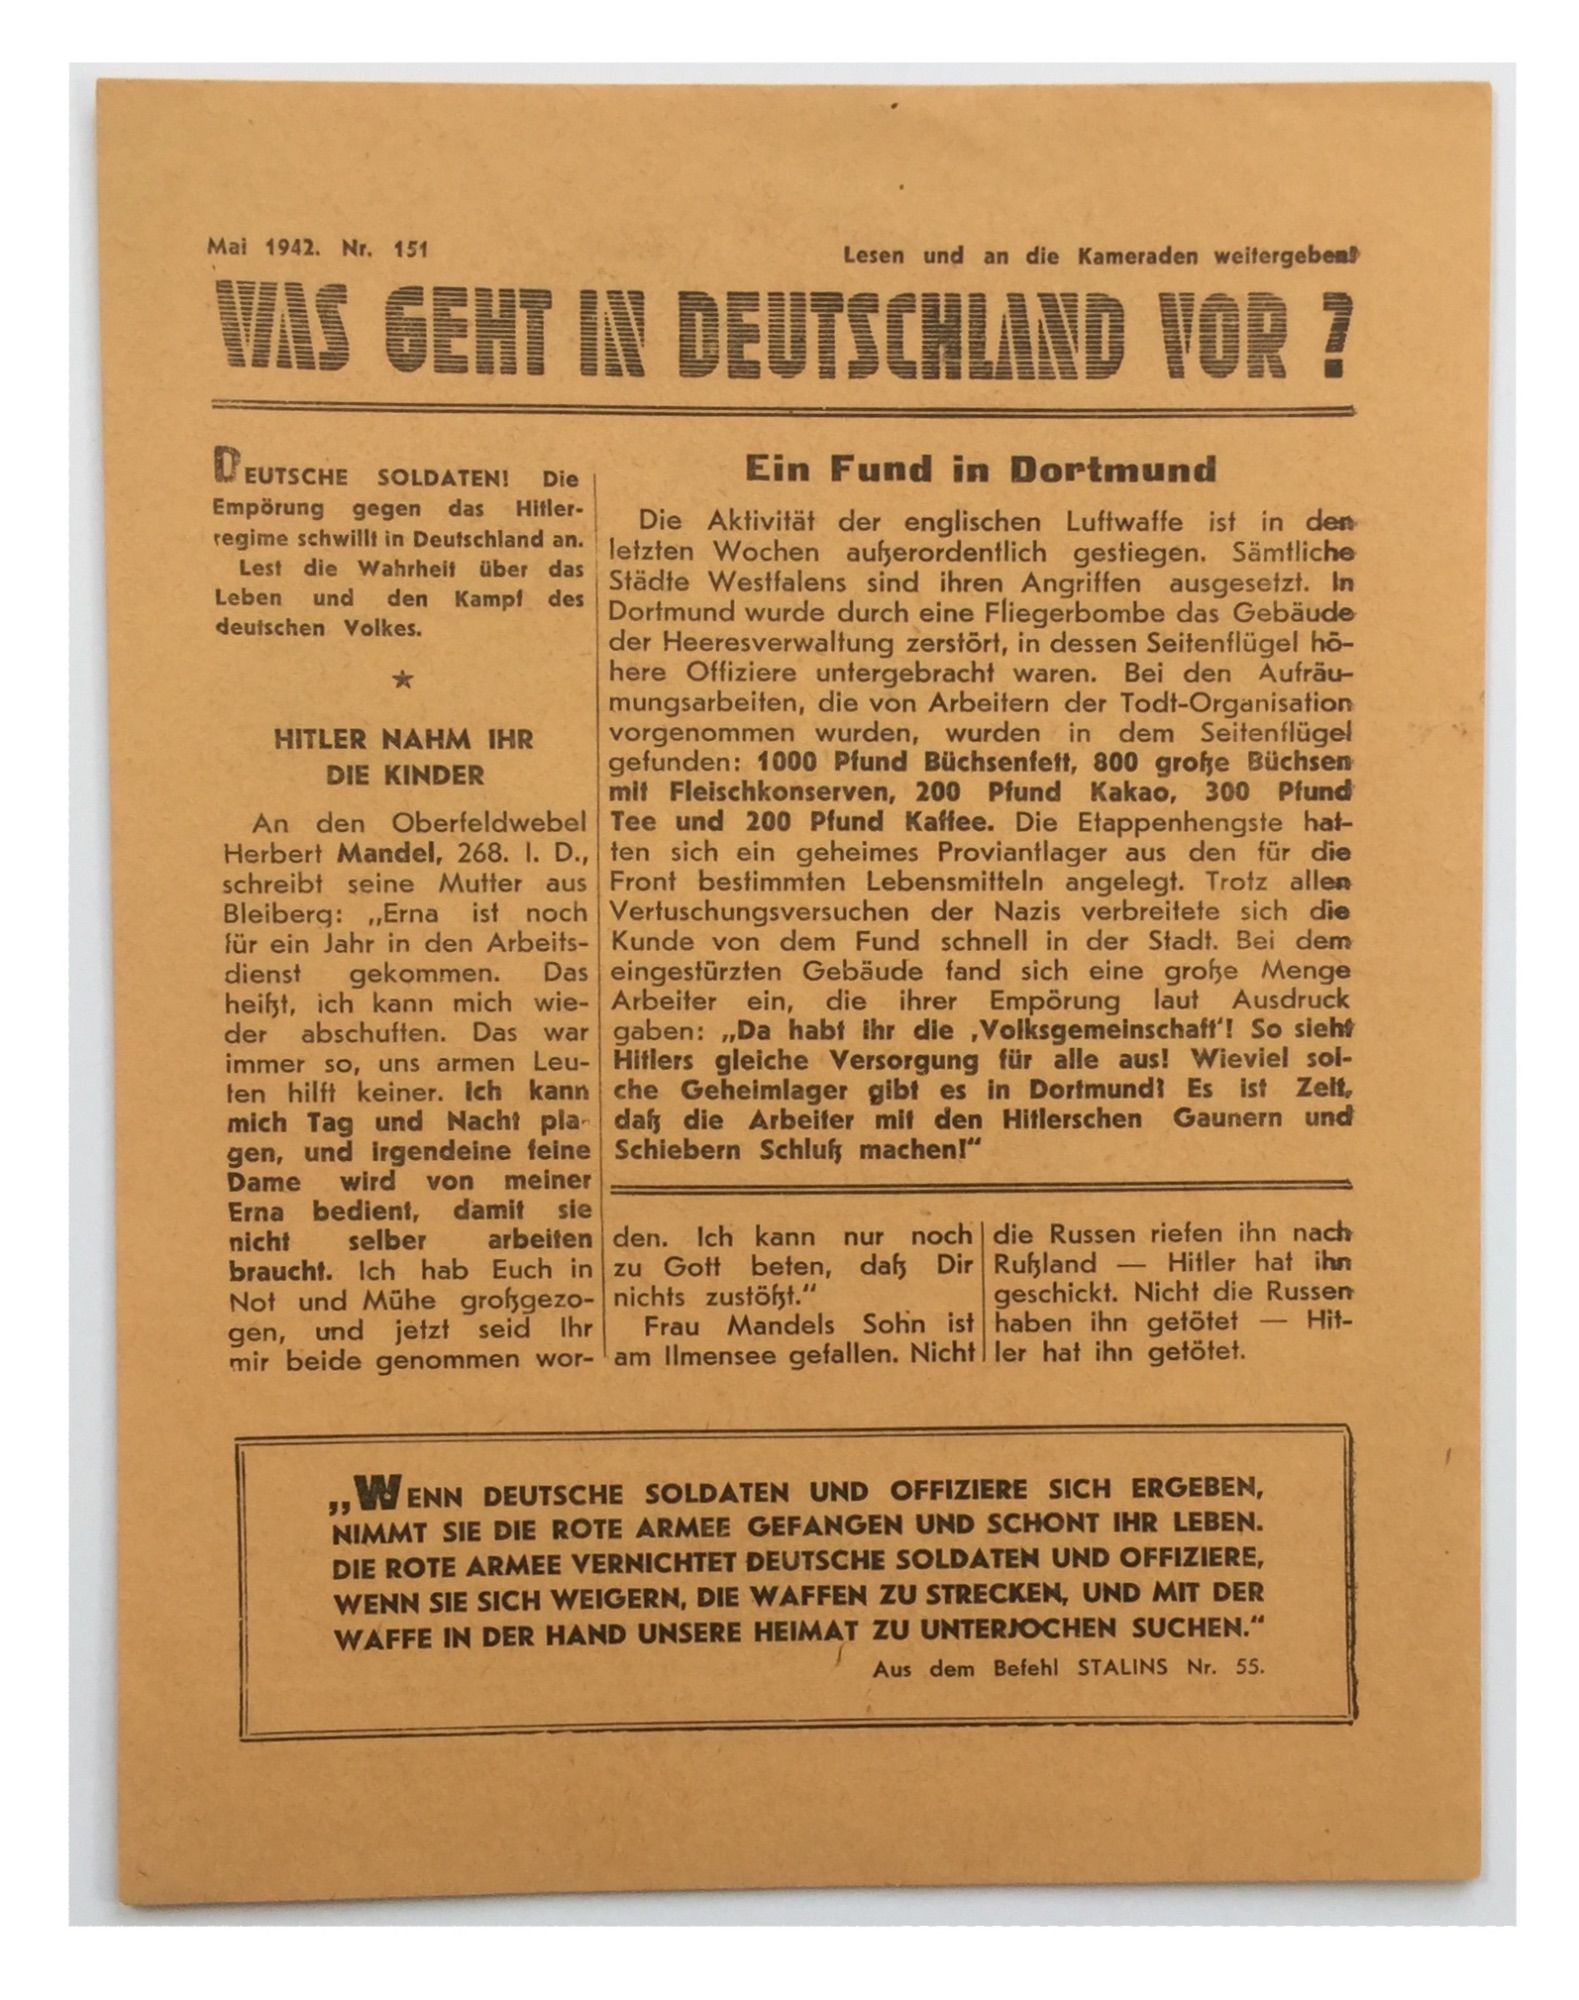 Mai 1942. Nr. 151
Lesen und an die Kameraden weitergeben!
WAS GEHT IN DEUTSCHLAND VOR ?
DEUTSCHE SOLDATEN! Die
Empörung gegen das Hitler-
regime schwillt in Deutschland an.
Lest die Wahrheit über das
Leben und den Kampf des
deutschen Volkes.
★
HITLER NAHM IHR
DIE KINDER
An den Oberfeldwebel
Herbert Mandel, 268. I. D.,
schreibt seine Mutter aus
Bleiberg: „Erna ist noch
für ein Jahr in den Arbeits-
dienst gekommen. Das
heißt, ich kann mich wie-
der abschuften. Das war
immer so, uns armen Leu-
ten hilft keiner. Ich kann
mich Tag und Nacht pla-
gen, und irgendeine feine
Dame wird von meiner
Erna bedient, damit sie
nicht selber arbeiten
braucht. Ich hab Euch in
Not und Mühe großgezo-
gen, und jetzt seid Ihr
mir beide genommen wor-
den. Ich kann nur noch
zu Gott beten, daß Dir
nichts zustößt.“
Frau Mandels Sohn ist
am Ilmensee gefallen. Nicht
die Russen riefen ihn nach
Rußland — Hitler hat ihn
geschickt. Nicht die Russen
haben ihn getötet — Hit-
ler hat ihn getötet.
Ein Fund in Dortmund
Die Aktivität der englischen Luftwaffe ist in den
letzten Wochen außerordentlich gestiegen. Sämtliche
Städte Westfalens sind ihren Angriffen ausgesetzt. In
Dortmund wurde durch eine Fliegerbombe das Gebäude
der Heeresverwaltung zerstört, in dessen Seitenflügel hö-
here Offiziere untergebracht waren. Bei den Aufräu-
mungsarbeiten, die von Arbeitern der Todt-Organisation
vorgenommen wurden, wurden in dem Seitenflügel
gefunden: 1000 Pfund Büchsenfett, 800 große Büchsen
mit Fleischkonserven, 200 Pfund Kakao, 300 Pfund
Tee und 200 Pfund Kaffee. Die Etappenhengste hat-
ten sich ein geheimes Proviantlager aus den für die
Front bestimmten Lebensmitteln angelegt. Trotz allen
Vertuschungsversuchen der Nazis verbreitete sich die
Kunde von dem Fund schnell in der Stadt. Bei dem
eingestürzten Gebäude fand sich eine große Menge
Arbeiter ein, die ihrer Empörung laut Ausdruck
gaben: „Da habt ihr die ‚Volksgemeinschaft‘! So sieht
Hitlers gleiche Versorgung für alle aus! Wieviel sol-
che Geheimlager gibt es in Dortmund? Es ist Zeit,
daß die Arbeiter mit den Hitlerschen Gaunern und
Schiebern Schluß machen!“
„WENN DEUTSCHE SOLDATEN UND OFFIZIERE SICH ERGEBEN,
NIMMT SIE DIE ROTE ARMEE GEFANGEN UND SCHONT IHR LEBEN.
DIE ROTE ARMEE VERNICHTET DEUTSCHE SOLDATEN UND OFFIZIERE,
WENN SIE SICH WEIGERN, DIE WAFFEN ZU STRECKEN, UND MIT DER
WAFFE IN DER HAND UNSERE HEIMAT ZU UNTERJOCHEN SUCHEN.“
Aus dem Befehl STALINS Nr. 55.